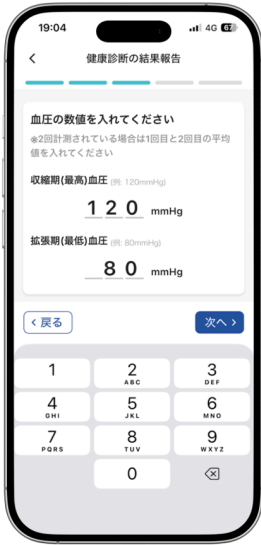 19:04 4G 67
健康診断の結果報告
血圧の数値を入れてください
※2回計測されている場合は1回目と2回目の平均
値を入れてください
収縮期(最高)血圧 (例: 120mmHg)
120 mmHg
拡張期(最低)血圧 (例: 80mmHg)
80 mmHg
戻る 次へ
1 2 3
ABC DEF
4 5 6
GHI JKL MNO
7 8 9
PQRS TUV WXYZ
0